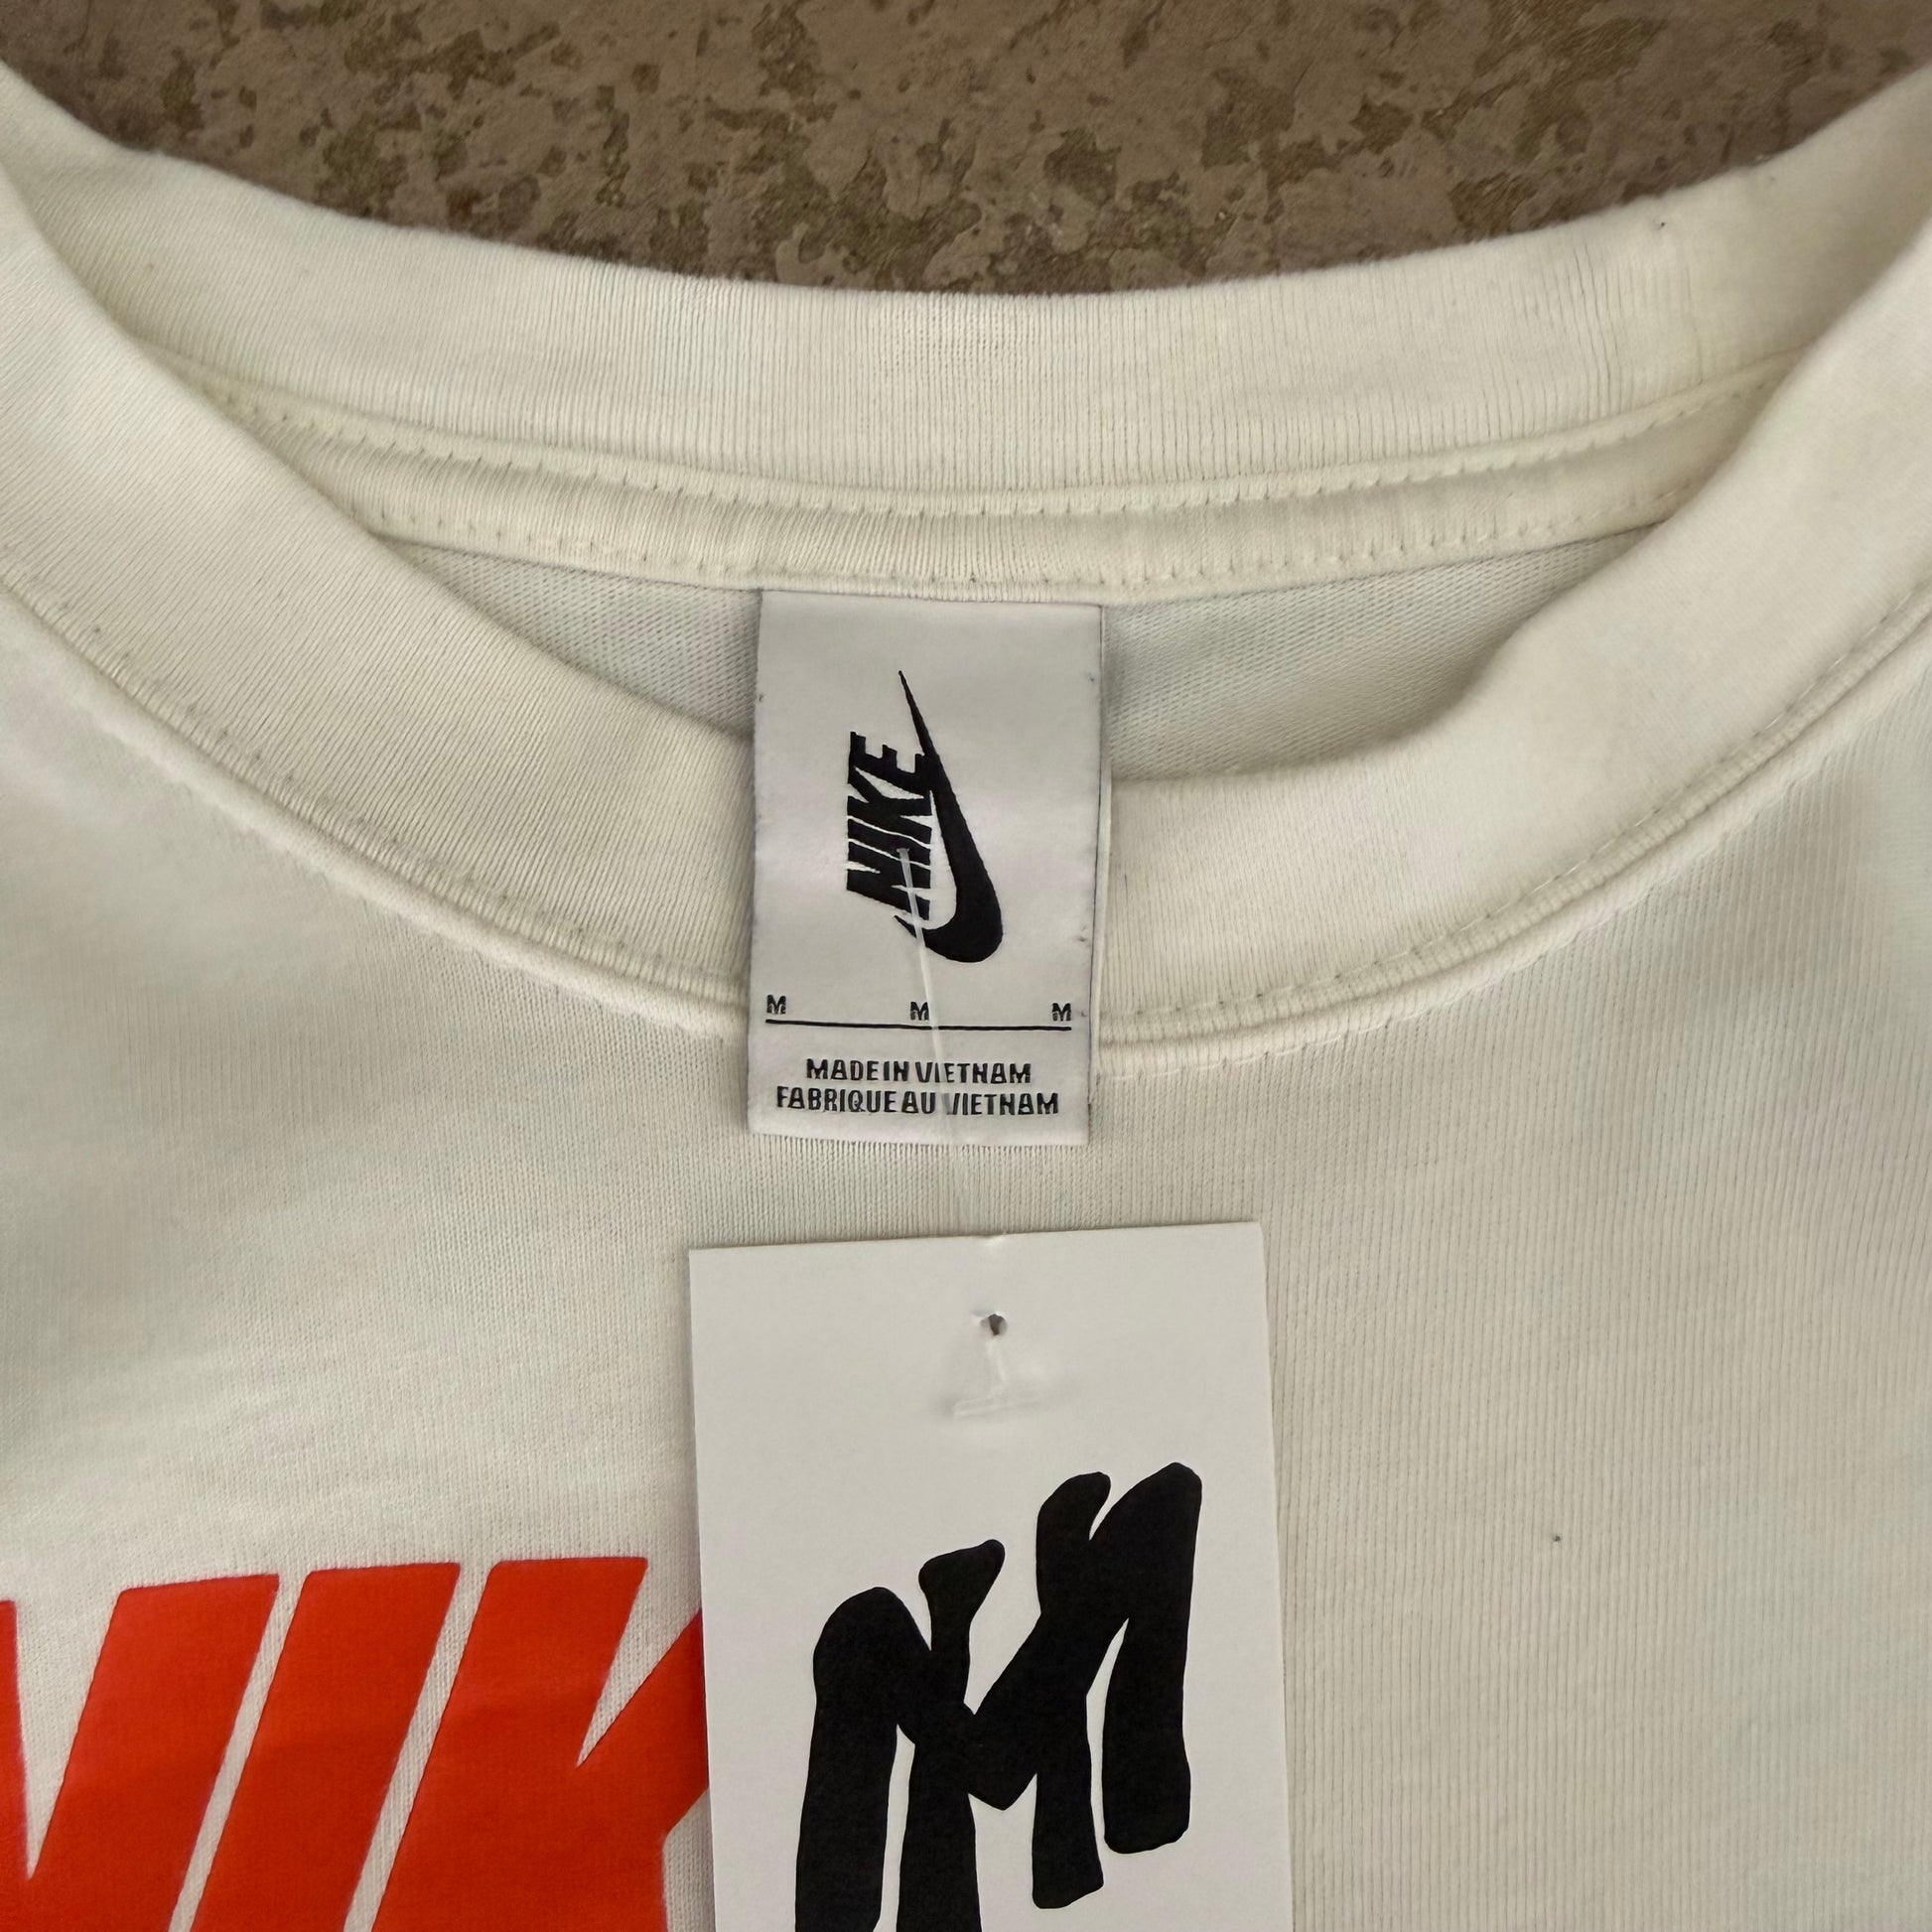 NIKE
M M M
MADE IN VIETNAM
FABRIQUE AU VIETNAM
NIK